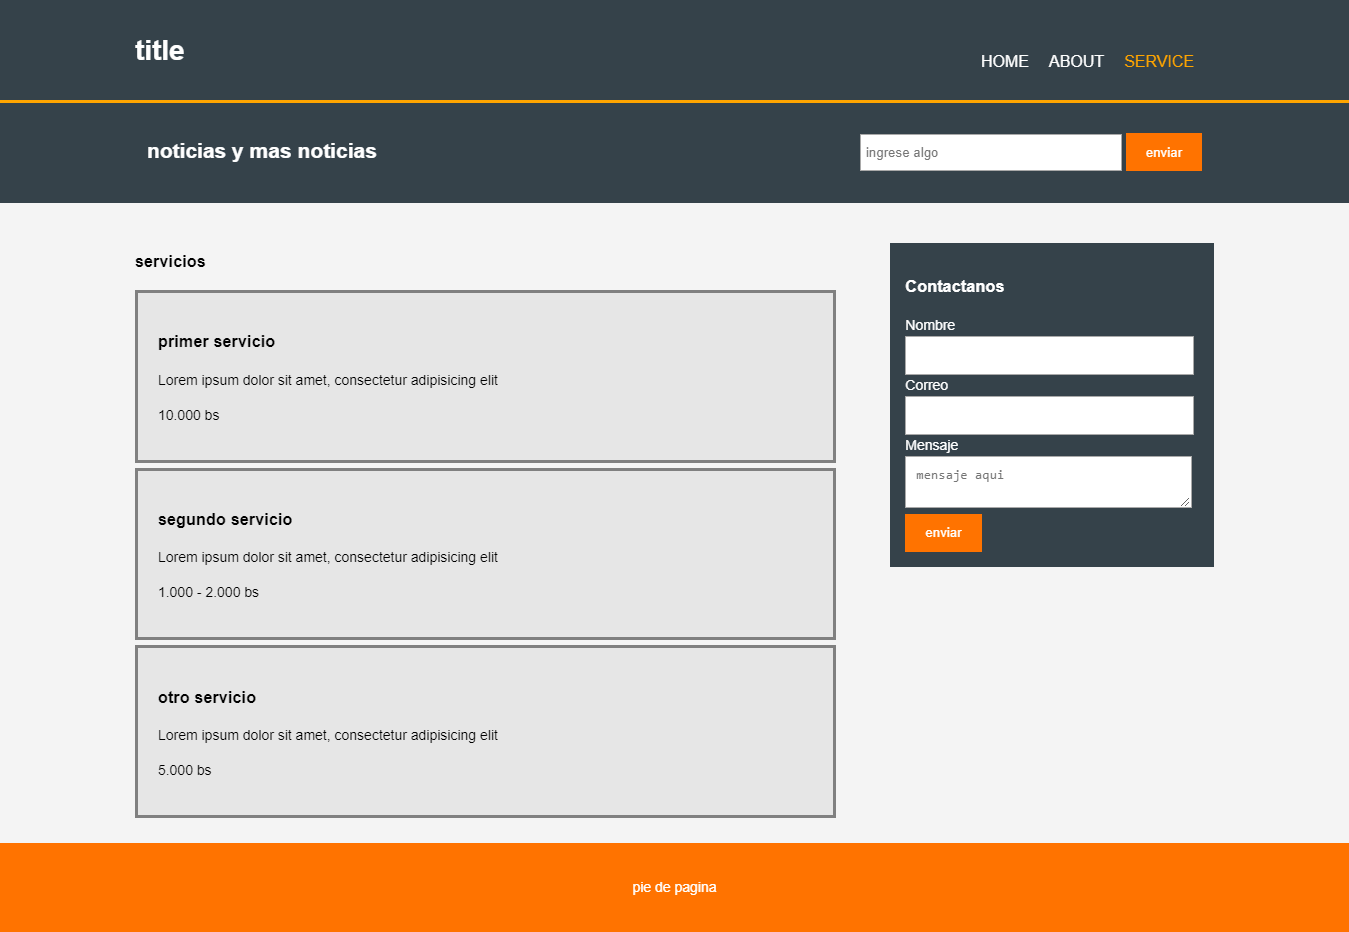 title
HOME ABOUT SERVICE
noticias y mas noticias
ingrese algo enviar
servicios
primer servicio
Lorem ipsum dolor sit amet, consectetur adipisicing elit
10.000 bs
segundo servicio
Lorem ipsum dolor sit amet, consectetur adipisicing elit
1.000 - 2.000 bs
otro servicio
Lorem ipsum dolor sit amet, consectetur adipisicing elit
5.000 bs
Contactanos
Nombre
Correo
Mensaje
mensaje aqui
enviar
pie de pagina